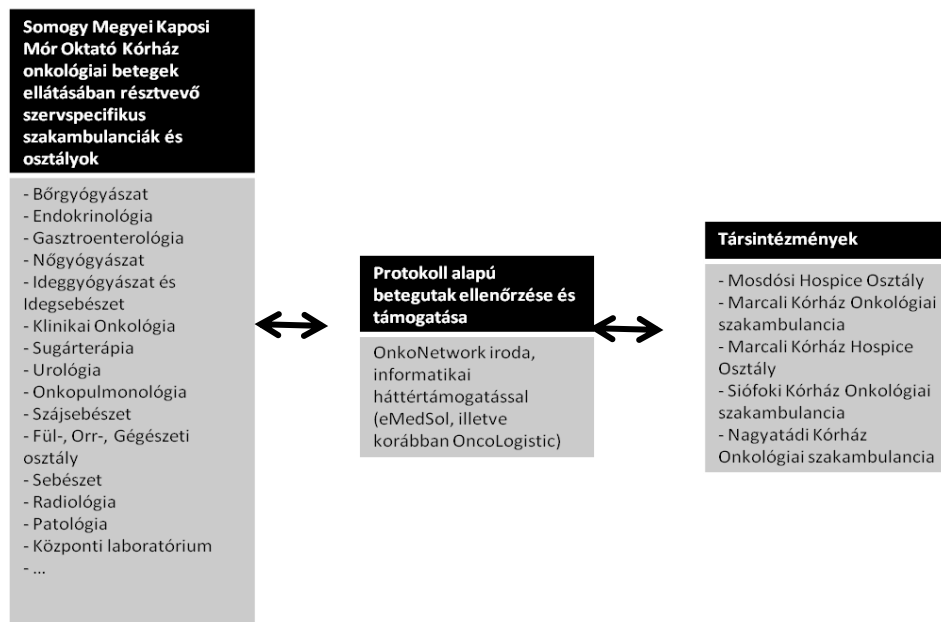 Somogy Megyei Kaposi
Mór Oktató Kórház
onkológiai betegek
ellátásában résztvevő
szervspecifikus
szakambulanciák és
osztályok
- Bőrgyógyászat
- Endokrinológia
- Gasztroenterológia
- Nőgyógyászat
- Ideggyógyászat és
Idegsebészet
- Klinikai Onkológia
- Sugárterápia
- Urológia
- Onkopulmonológia
- Szájsebészet
- Fül-, Orr-, Gégészeti
osztály
- Sebészet
- Radiológia
- Patológia
- Központi laboratórium
- ...
Protokoll alapú
betegutak ellenőrzése és
támogatása
OnkoNetwork iroda,
informatikai
háttértámogatással
(eMedSol, illetve
korábban OncoLogistic)
Társintézmények
- Mosdósi Hospice Osztály
- Marcali Kórház Onkológiai
szakambulancia
- Marcali Kórház Hospice
Osztály
- Siófoki Kórház Onkológiai
szakambulancia
- Nagyatádi Kórház
Onkológiai szakambulancia